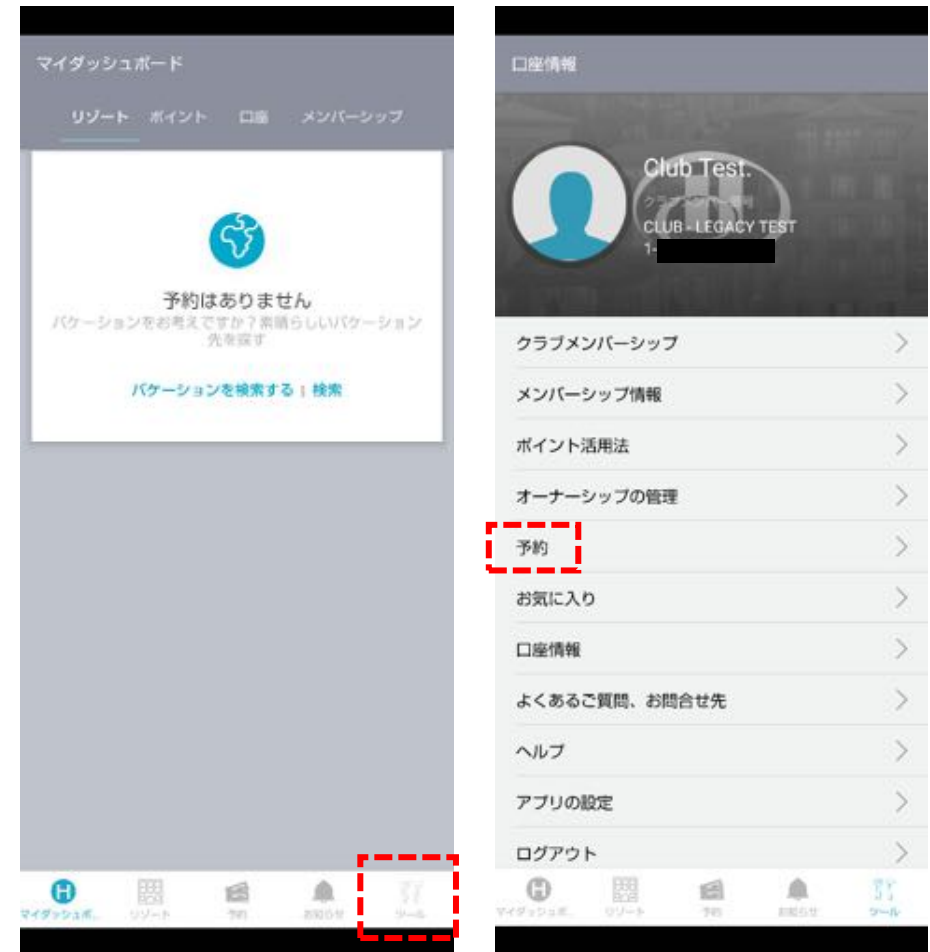 マイダッシュボード
リゾート ポイント 口座 メンバーシップ
予約はありません
バケーションをお考えですか？素晴らしいバケーション
先を探す
バケーションを検索する | 検索
マイダッシュボ... リゾート 予約 お知らせ ツール
口座情報
Club Test.
クラブメンバー番号
CLUB - LEGACY TEST
1-
クラブメンバーシップ
メンバーシップ情報
ポイント活用法
オーナーシップの管理
予約
お気に入り
口座情報
よくあるご質問、お問合せ先
ヘルプ
アプリの設定
ログアウト
マイダッシュボ... リゾート 予約 お知らせ ツール